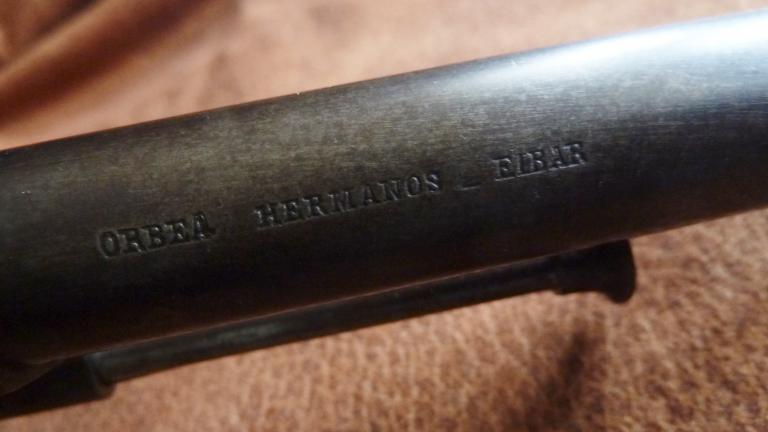 ORBEA HERMANOS _ EIBAR